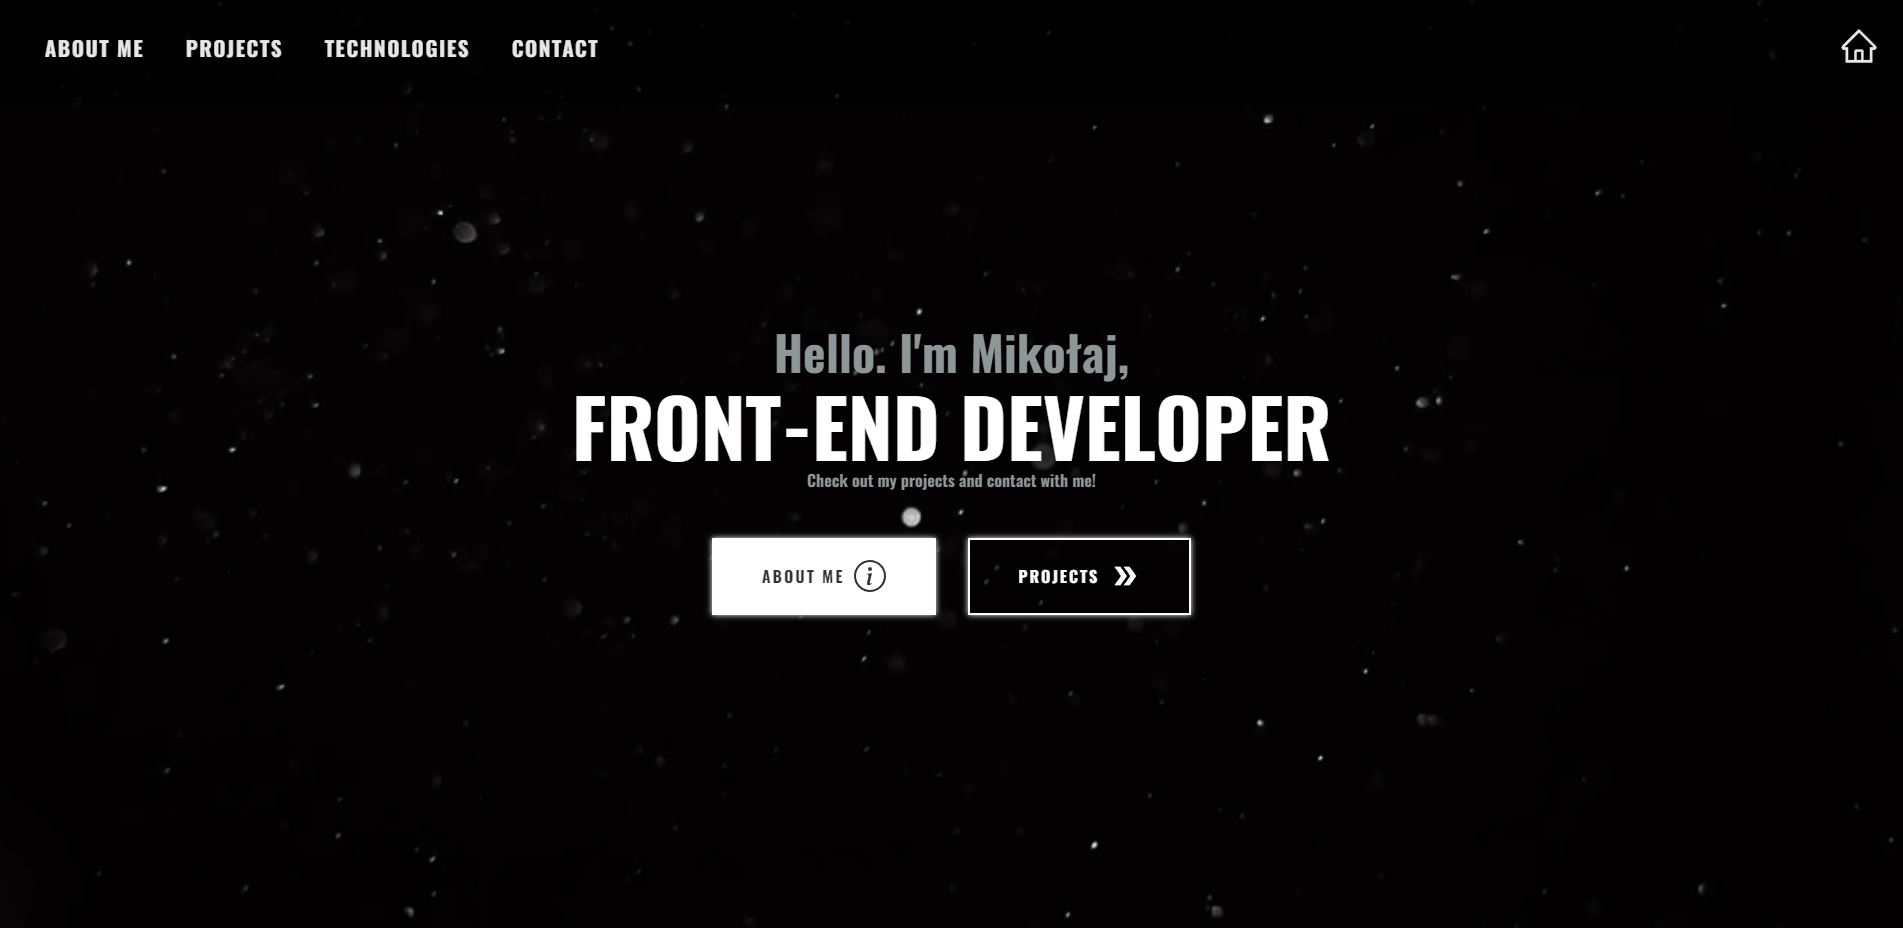 ABOUT ME PROJECTS TECHNOLOGIES CONTACT
Hello. I'm Mikołaj,
FRONT-END DEVELOPER
Check out my projects and contact with me!
ABOUT ME i PROJECTS